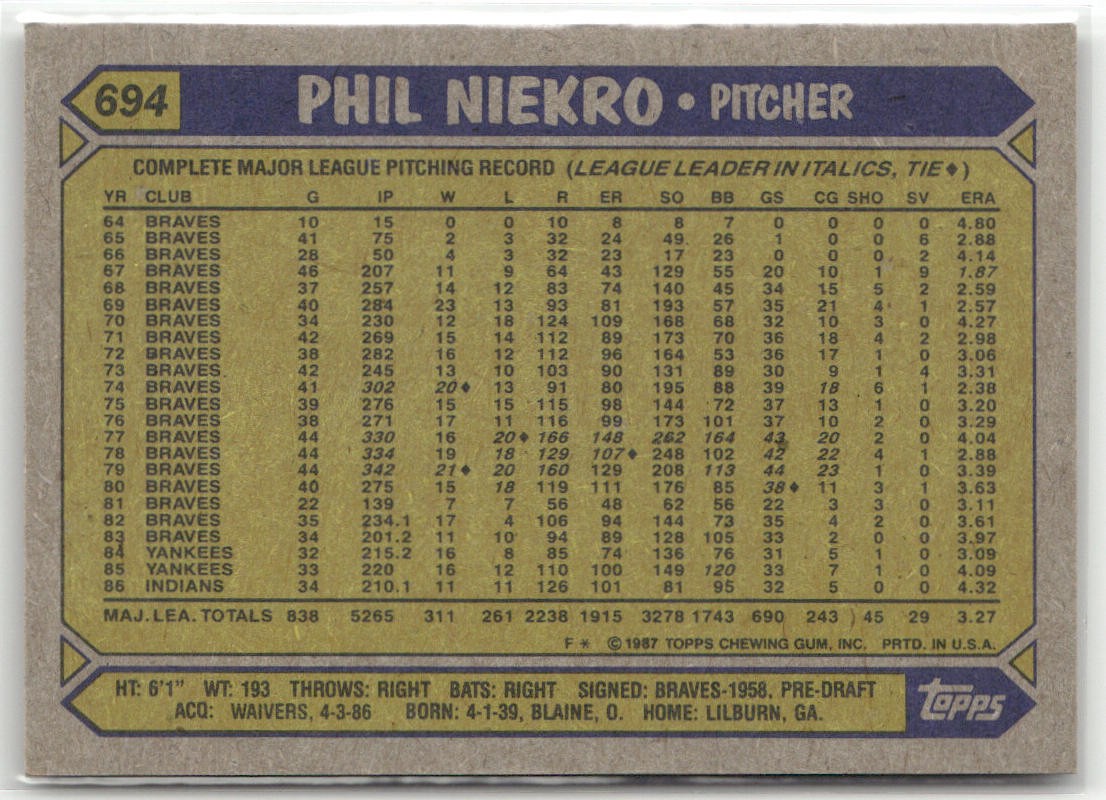 694 PHIL NIEKRO • PITCHER
COMPLETE MAJOR LEAGUE PITCHING RECORD (LEAGUE LEADER IN ITALICS, TIE♦)
YR CLUB G IP W L R ER SO BB GS CG SHO SV ERA
64 BRAVES 10 15 0 0 10 8 8 7 0 0 0 0 4.80
65 BRAVES 41 75 2 3 32 24 49 26 1 0 0 6 2.88
66 BRAVES 28 50 4 3 32 23 17 23 0 0 0 2 4.14
67 BRAVES 46 207 11 9 64 43 129 55 20 10 1 9 1.87
68 BRAVES 37 257 14 12 83 74 140 45 34 15 5 2 2.59
69 BRAVES 40 284 23 13 93 81 193 57 35 21 4 1 2.57
70 BRAVES 34 230 12 18 124 109 168 68 32 10 3 0 4.27
71 BRAVES 42 269 15 14 112 89 173 70 36 18 4 2 2.98
72 BRAVES 38 282 16 12 112 96 164 53 36 17 1 0 3.06
73 BRAVES 42 245 13 10 103 90 131 89 30 9 1 4 3.31
74 BRAVES 41 302 20♦ 13 91 80 195 88 39 18 6 1 2.38
75 BRAVES 39 276 15 15 115 98 144 72 37 13 1 0 3.20
76 BRAVES 38 271 17 11 116 99 173 101 37 10 2 0 3.29
77 BRAVES 44 330 16 20♦ 166 148 262 164 43 20 2 0 4.04
78 BRAVES 44 334 19 18 129 107♦ 248 102 42 22 4 1 2.88
79 BRAVES 44 342 21♦ 20 160 129 208 113 44 23 1 0 3.39
80 BRAVES 40 275 15 18 119 111 176 85 38♦ 11 3 1 3.63
81 BRAVES 22 139 7 7 56 48 62 56 22 3 3 0 3.11
82 BRAVES 35 234.1 17 4 106 94 144 73 35 4 2 0 3.61
83 BRAVES 34 201.2 11 10 94 89 128 105 33 2 0 0 3.97
84 YANKEES 32 215.2 16 8 85 74 136 76 31 5 1 0 3.09
85 YANKEES 33 220 16 12 110 100 149 120 33 7 1 0 4.09
86 INDIANS 34 210.1 11 11 126 101 81 95 32 5 0 0 4.32
MAJ. LEA. TOTALS 838 5265 311 261 2238 1915 3278 1743 690 243 45 29 3.27
F * © 1987 TOPPS CHEWING GUM, INC. PRTD. IN U.S.A.
HT: 6'1" WT: 193 THROWS: RIGHT BATS: RIGHT SIGNED: BRAVES-1958, PRE-DRAFT
ACQ: WAIVERS, 4-3-86 BORN: 4-1-39, BLAINE, O. HOME: LILBURN, GA.
topps